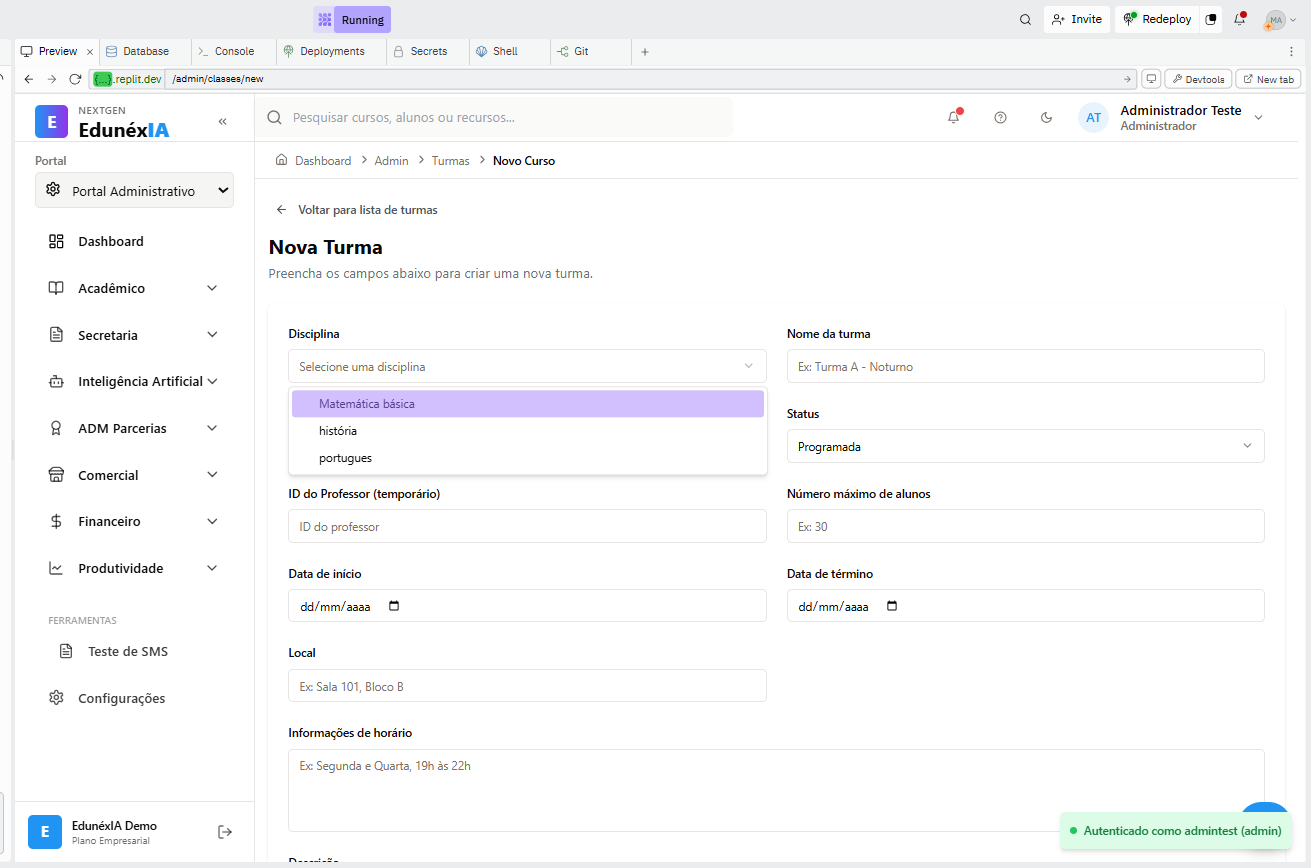 Running
Invite
Redeploy
MA
Preview
Database
Console
Deployments
Secrets
Shell
Git
{...}.replit.dev
/admin/classes/new
Devtools
New tab
E
NEXTGEN
EdunéxIA
Pesquisar cursos, alunos ou recursos...
AT
Administrador Teste
Administrador
Portal
Portal Administrativo
Dashboard
Acadêmico
Secretaria
Inteligência Artificial
ADM Parcerias
Comercial
Financeiro
Produtividade
FERRAMENTAS
Teste de SMS
Configurações
E
EdunéxIA Demo
Plano Empresarial
Dashboard > Admin > Turmas > Novo Curso
Voltar para lista de turmas
Nova Turma
Preencha os campos abaixo para criar uma nova turma.
Disciplina
Selecione uma disciplina
Matemática básica
história
portugues
Nome da turma
Ex: Turma A - Noturno
Status
Programada
ID do Professor (temporário)
ID do professor
Número máximo de alunos
Ex: 30
Data de início
dd/mm/aaaa
Data de término
dd/mm/aaaa
Local
Ex: Sala 101, Bloco B
Informações de horário
Ex: Segunda e Quarta, 19h às 22h
Descrição
Autenticado como admintest (admin)